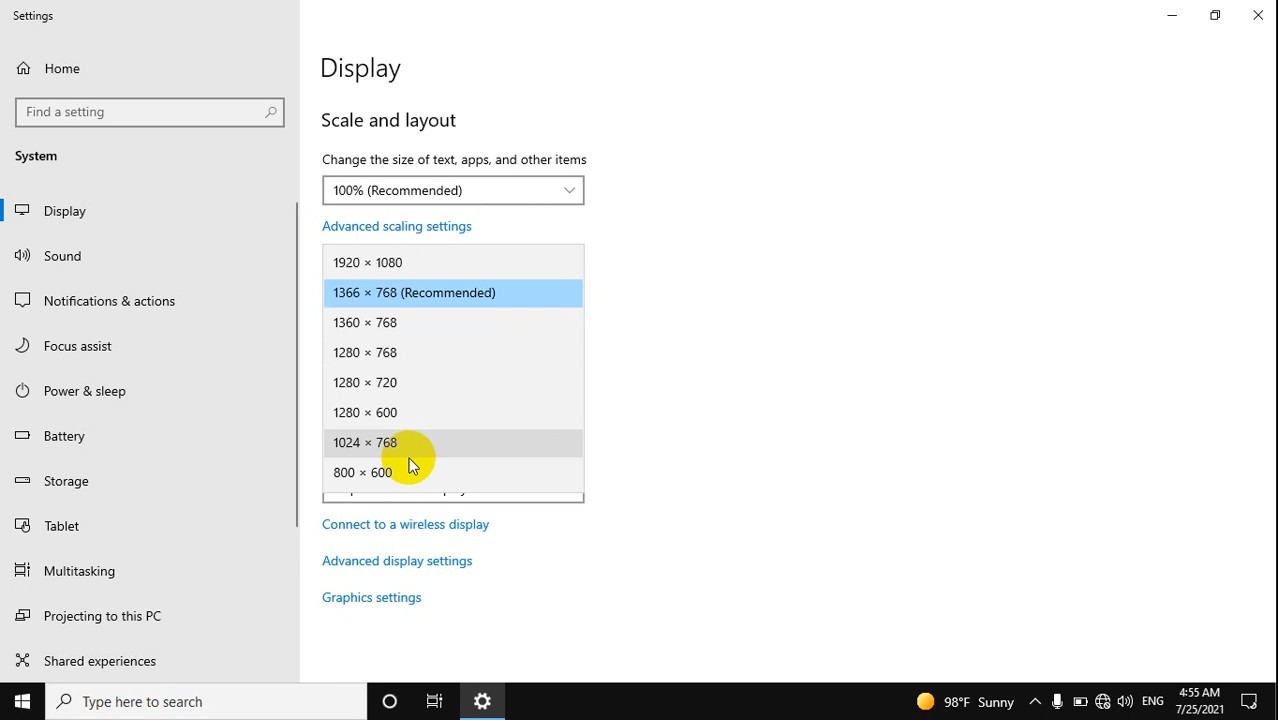 Settings
Home
Find a setting
System
Display
Sound
Notifications & actions
Focus assist
Power & sleep
Battery
Storage
Tablet
Multitasking
Projecting to this PC
Shared experiences
Display
Scale and layout
Change the size of text, apps, and other items
100% (Recommended)
Advanced scaling settings
1920 × 1080
1366 × 768 (Recommended)
1360 × 768
1280 × 768
1280 × 720
1280 × 600
1024 × 768
800 × 600
Connect to a wireless display
Advanced display settings
Graphics settings
Type here to search
98°F Sunny
ENG
4:55 AM
7/25/2021